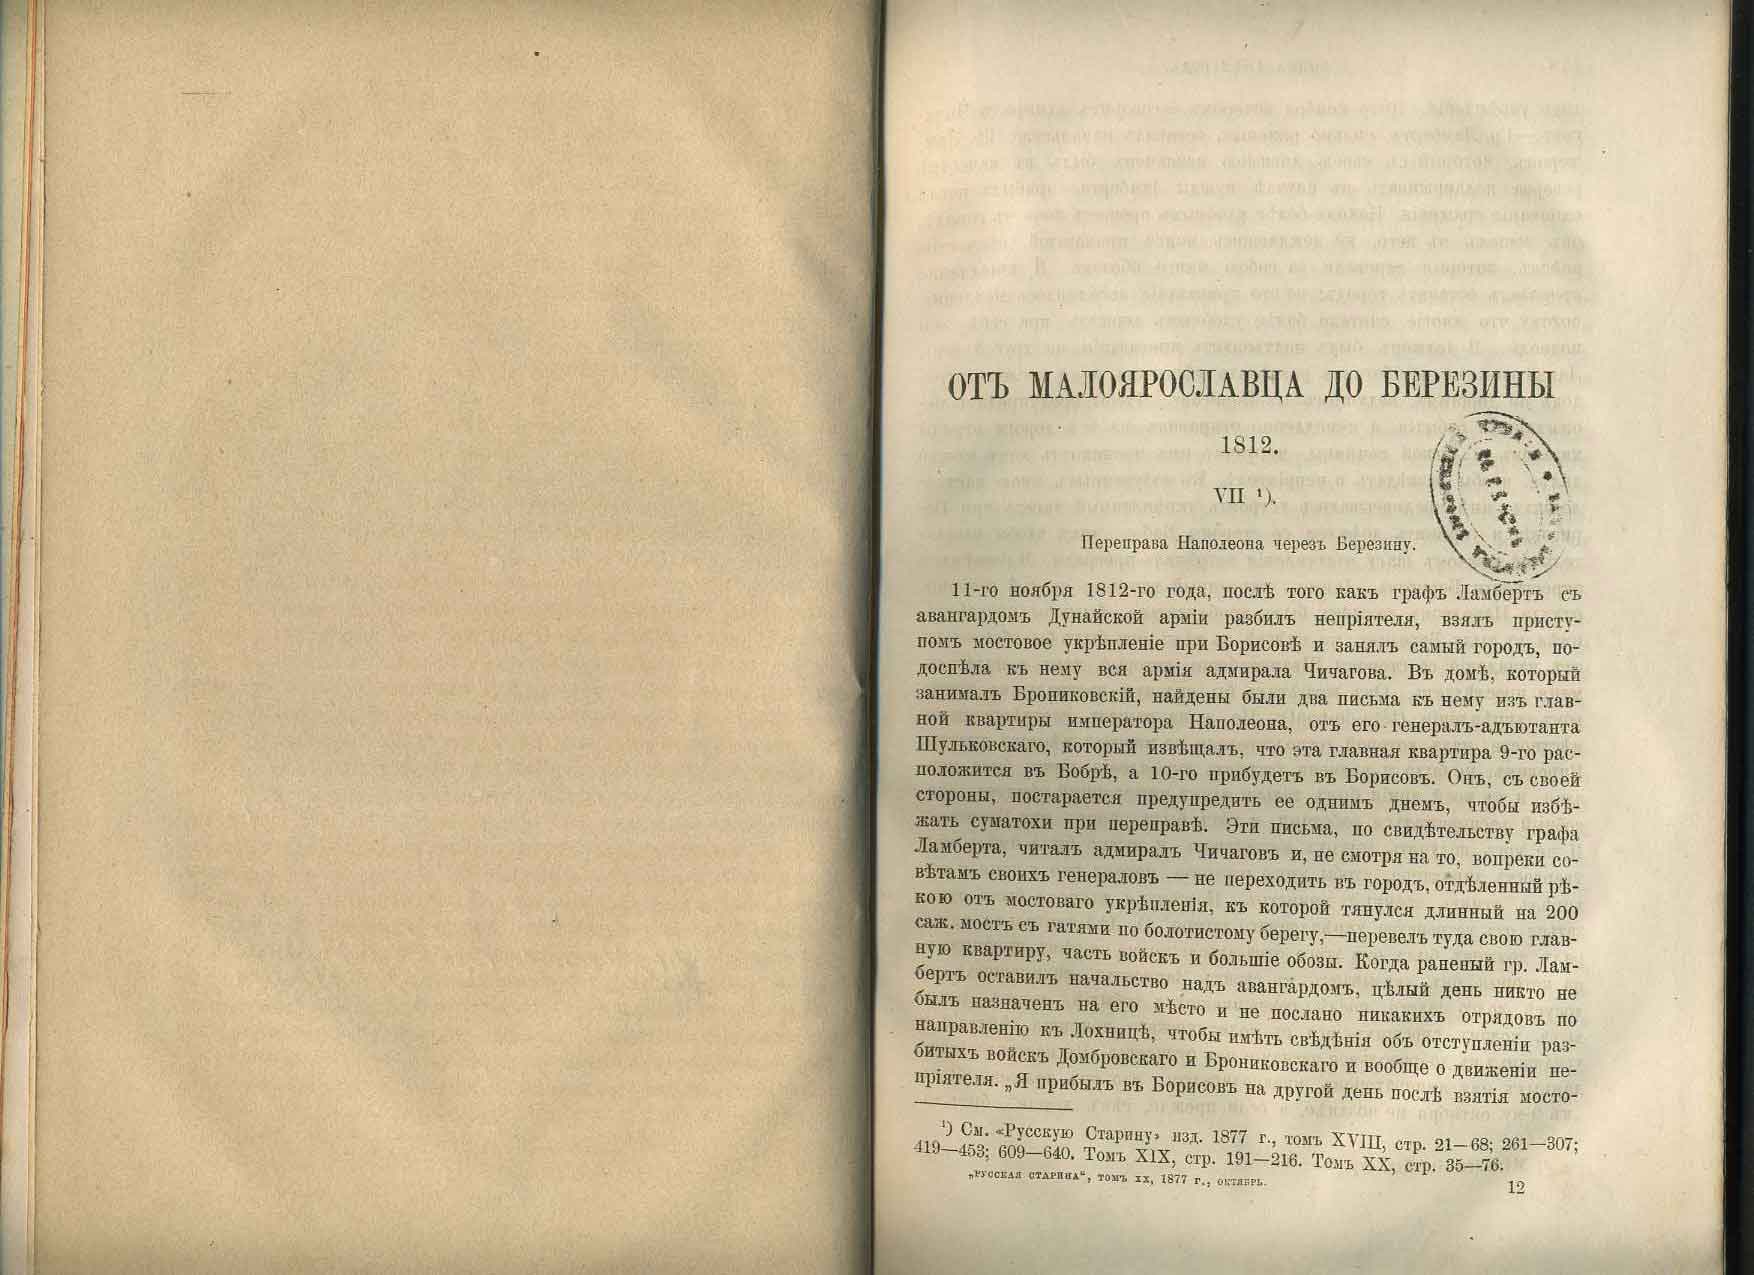 ОТЪ МАЛОЯРОСЛАВЦА ДО БЕРЕЗИНЫ
1812.
VII ¹).
Переправа Наполеона черезъ Березину.
11-го ноября 1812-го года, послѣ того какъ графъ Ламбертъ съ
авангардомъ Дунайской арміи разбилъ непріятеля, взялъ присту-
помъ мостовое укрѣпленіе при Борисовѣ и занялъ самый городъ, по-
доспѣла къ нему вся армія адмирала Чичагова. Въ домѣ, который
занималъ Брониковскій, найдены были два письма къ нему изъ глав-
ной квартиры императора Наполеона, отъ его генералъ-адъютанта
Шульковскаго, который извѣщалъ, что эта главная квартира 9-го рас-
положится въ Бобрѣ, а 10-го прибудетъ въ Борисовъ. Онъ, съ своей
стороны, постарается предупредить ее однимъ днемъ, чтобы избѣ-
жать суматохи при переправѣ. Эти письма, по свидѣтельству графа
Ламберта, читалъ адмиралъ Чичаговъ и, не смотря на то, вопреки со-
вѣтамъ своихъ генераловъ — не переходить въ городъ, отдѣленный рѣ-
кою отъ мостоваго укрѣпленія, къ которой тянулся длинный на 200
саж. мостъ съ гатями по болотистому берегу,—перевелъ туда свою глав-
ную квартиру, часть войскъ и большіе обозы. Когда раненый гр. Лам-
бертъ оставилъ начальство надъ авангардомъ, цѣлый день никто не
былъ назначенъ на его мѣсто и не послано никакихъ отрядовъ по
направленію къ Лохницѣ, чтобы имѣть свѣдѣнія объ отступленіи раз-
битыхъ войскъ Домбровскаго и Брониковскаго и вообще о движеніи не-
пріятеля. „Я прибылъ въ Борисовъ на другой день послѣ взятія мосто-
¹) См. «Русскую Старину» изд. 1877 г., томъ XVIII, стр. 21—68; 261—307;
419—453; 609—640. Томъ XIX, стр. 191—216. Томъ XX, стр. 35—76.
„РУССКАЯ СТАРИНА“, ТОМЪ XX, 1877 Г., ОКТЯБРЬ.
12